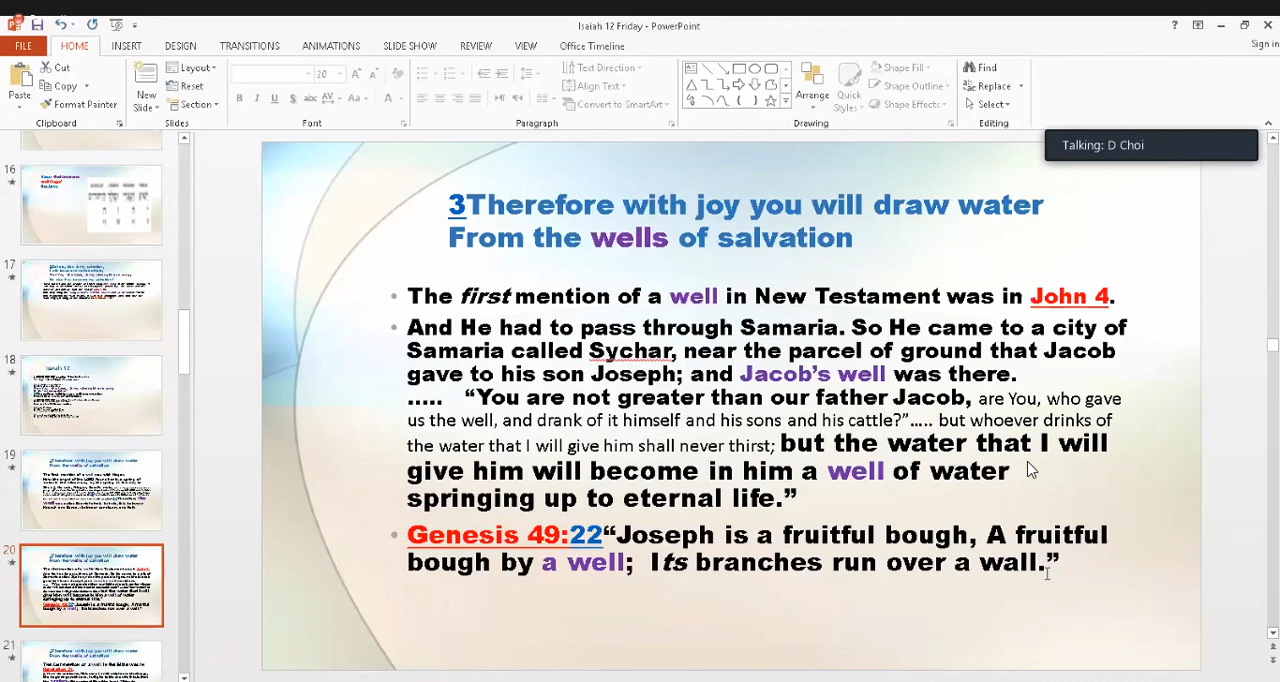 Isaiah 12 Friday - PowerPoint
Sign in
FILE HOME INSERT DESIGN TRANSITIONS ANIMATIONS SLIDE SHOW REVIEW VIEW Office Timeline
Paste
Cut
Copy
Format Painter
Clipboard
New
Slide
Layout
Reset
Section
Slides
20
Font
Text Direction
Align Text
Convert to SmartArt
Paragraph
Arrange
Quick
Styles
Shape Fill
Shape Outline
Shape Effects
Drawing
Find
Replace
Select
Editing
Talking: D Choi
16
17
18
Isaiah 12
19
20
21
3Therefore with joy you will draw water
From the wells of salvation
• The first mention of a well in New Testament was in John 4.
• And He had to pass through Samaria. So He came to a city of
Samaria called Sychar, near the parcel of ground that Jacob
gave to his son Joseph; and Jacob’s well was there.
..... “You are not greater than our father Jacob, are You, who gave
us the well, and drank of it himself and his sons and his cattle?”..... but whoever drinks of
the water that I will give him shall never thirst; but the water that I will
give him will become in him a well of water
springing up to eternal life.”
• Genesis 49:22“Joseph is a fruitful bough, A fruitful
bough by a well; Its branches run over a wall.”